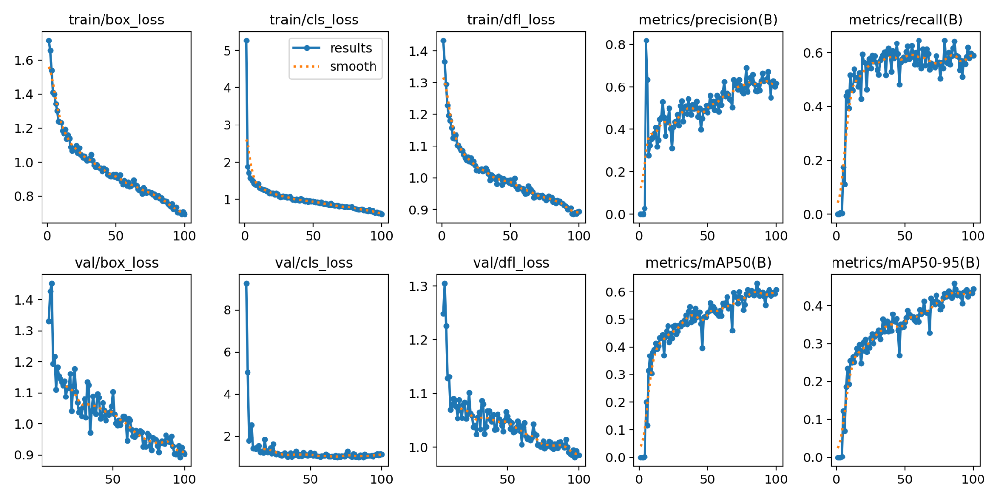 train/box_loss
train/cls_loss
train/dfl_loss
metrics/precision(B)
metrics/recall(B)
1.6
1.4
1.2
1.0
0.8
0 50 100
results
smooth
5
4
3
2
1
0 50 100
1.4
1.3
1.2
1.1
1.0
0.9
0 50 100
0.8
0.6
0.4
0.2
0.0
0 50 100
0.6
0.4
0.2
0.0
0 50 100
val/box_loss
val/cls_loss
val/dfl_loss
metrics/mAP50(B)
metrics/mAP50-95(B)
1.4
1.3
1.2
1.1
1.0
0.9
50 100
8
6
4
2
50 100
1.3
1.2
1.1
1.0
50 100
0.6
0.5
0.4
0.3
0.2
0.1
0.0
0 50 100
0.4
0.3
0.2
0.1
0.0
0 50 100